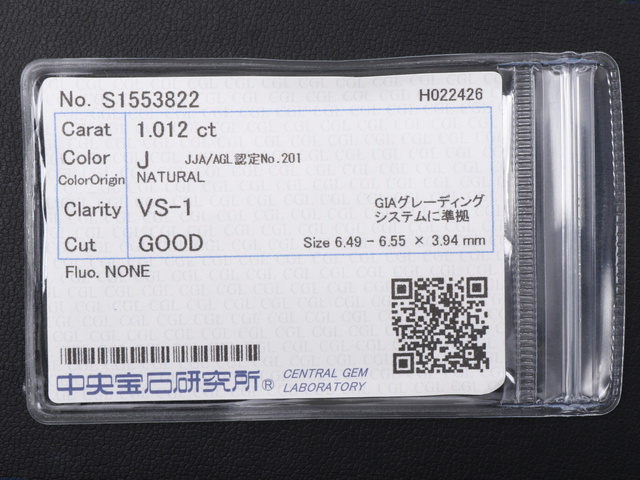 No. S1553822 H022426
Carat 1.012 ct
Color J JJA/AGL認定No.201
ColorOrigin NATURAL
Clarity VS-1 GIAグレーディング
システムに準拠
Cut GOOD Size 6.49 - 6.55 × 3.94 mm
Fluo. NONE
中央宝石研究所® CENTRAL GEM
LABORATORY